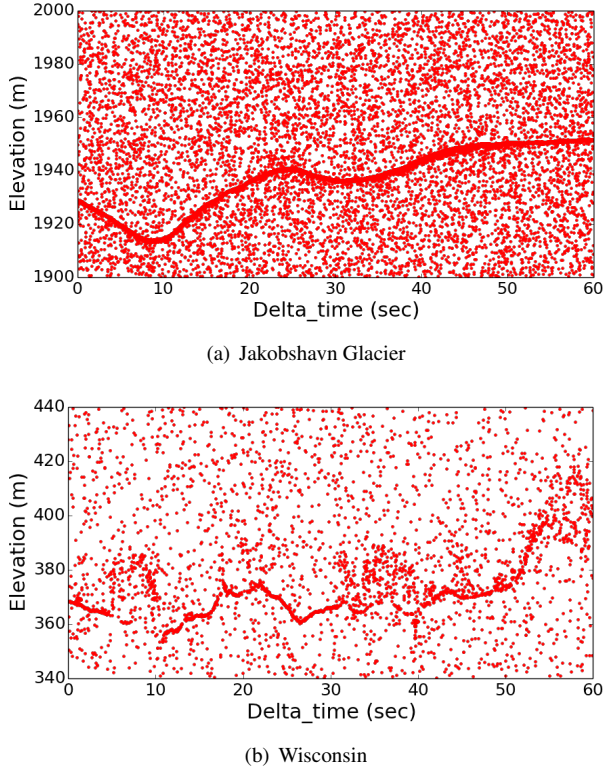 2000
1980
1960
1940
1920
1900
Elevation (m)
0 10 20 30 40 50 60
Delta_time (sec)
(a) Jakobshavn Glacier
440
420
400
380
360
340
Elevation (m)
0 10 20 30 40 50 60
Delta_time (sec)
(b) Wisconsin